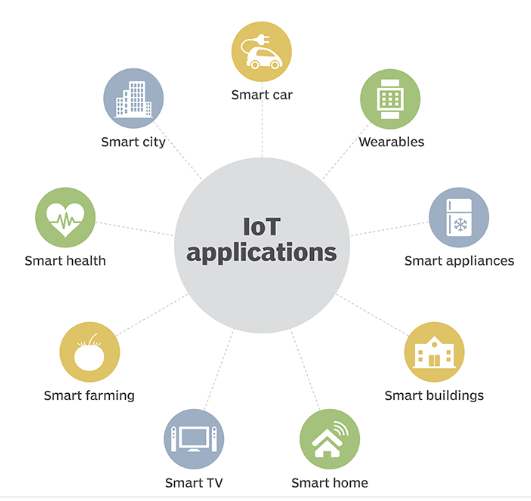 Smart car
Smart city
Wearables
Smart health
IoT
applications
Smart appliances
Smart farming
Smart buildings
Smart TV
Smart home